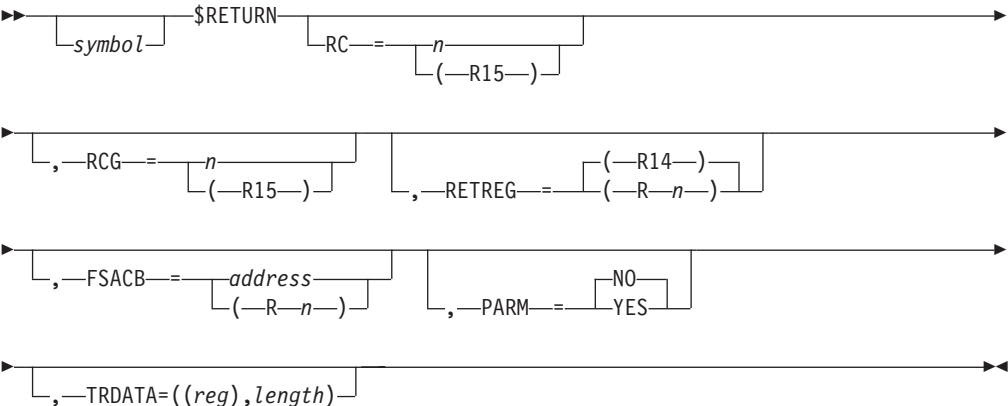 $RETURN
symbol RC = n
( R15 )
, RCG = n , RETREG = ( R14 )
( R15 ) ( R n )
, FSACB = address , PARM = NO
( R n ) YES
, TRDATA=((reg),length)